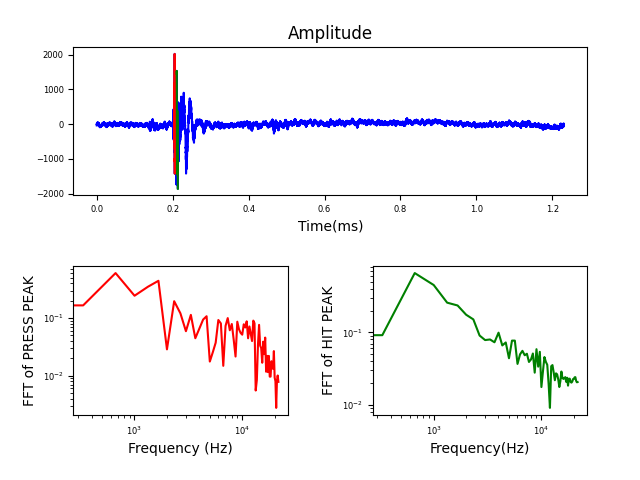 Amplitude
2000
1000
0
−1000
−2000
0.0 0.2 0.4 0.6 0.8 1.0 1.2
Time(ms)
FFT of PRESS PEAK
10⁻¹
10⁻²
10³ 10⁴
Frequency (Hz)
FFT of HIT PEAK
10⁻¹
10⁻²
10³ 10⁴
Frequency(Hz)